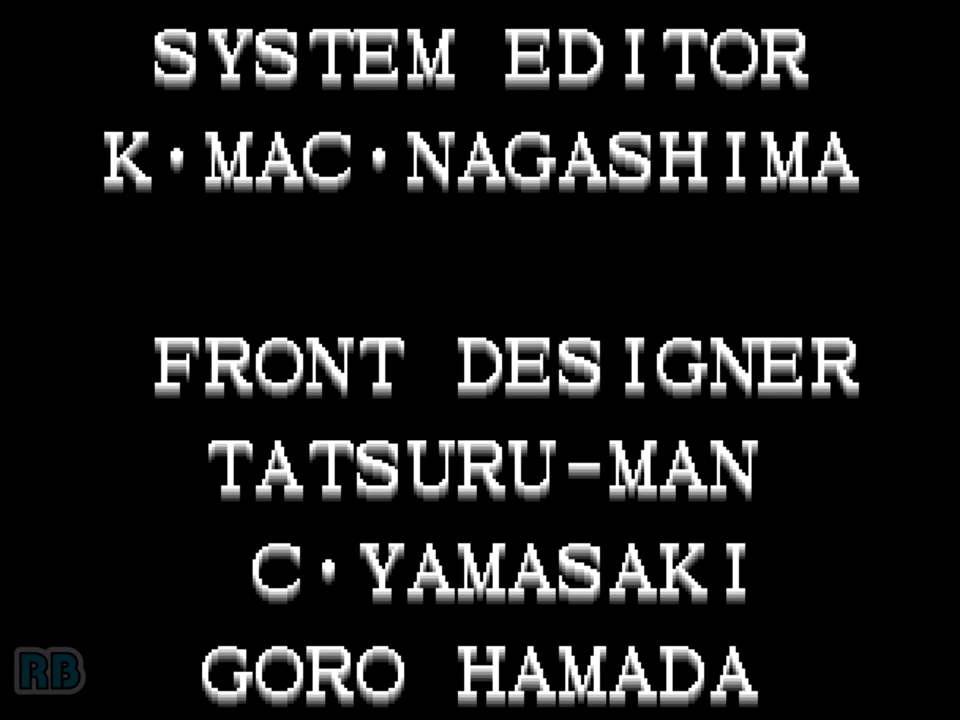 SYSTEM EDITOR
K・MAC・NAGASHIMA
FRONT DESIGNER
TATSURU-MAN
C・YAMASAKI
GORO HAMADA
RB